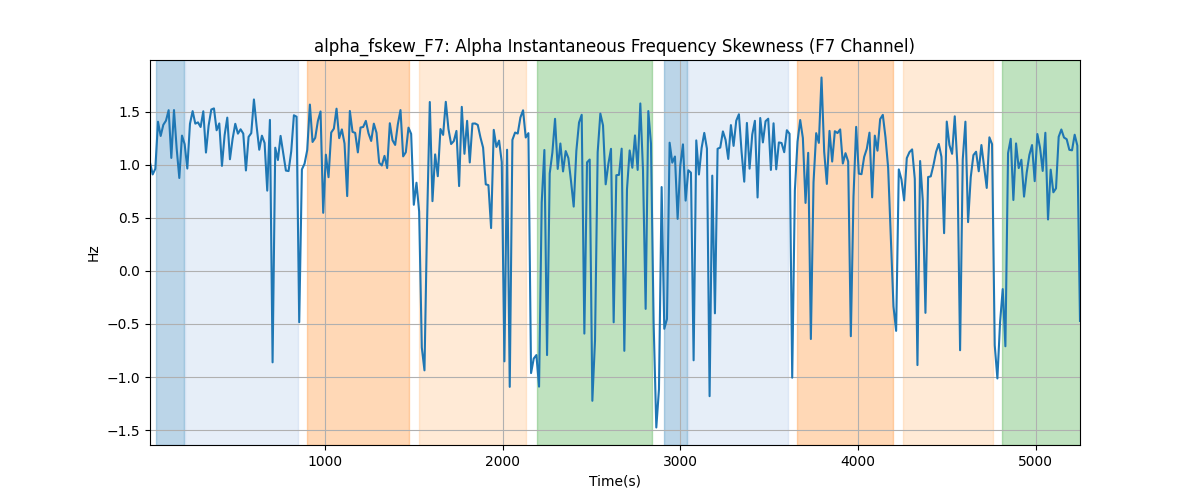 alpha_fskew_F7: Alpha Instantaneous Frequency Skewness (F7 Channel)
Hz
1.5
1.0
0.5
0.0
−0.5
−1.0
−1.5
1000 2000 3000 4000 5000
Time(s)